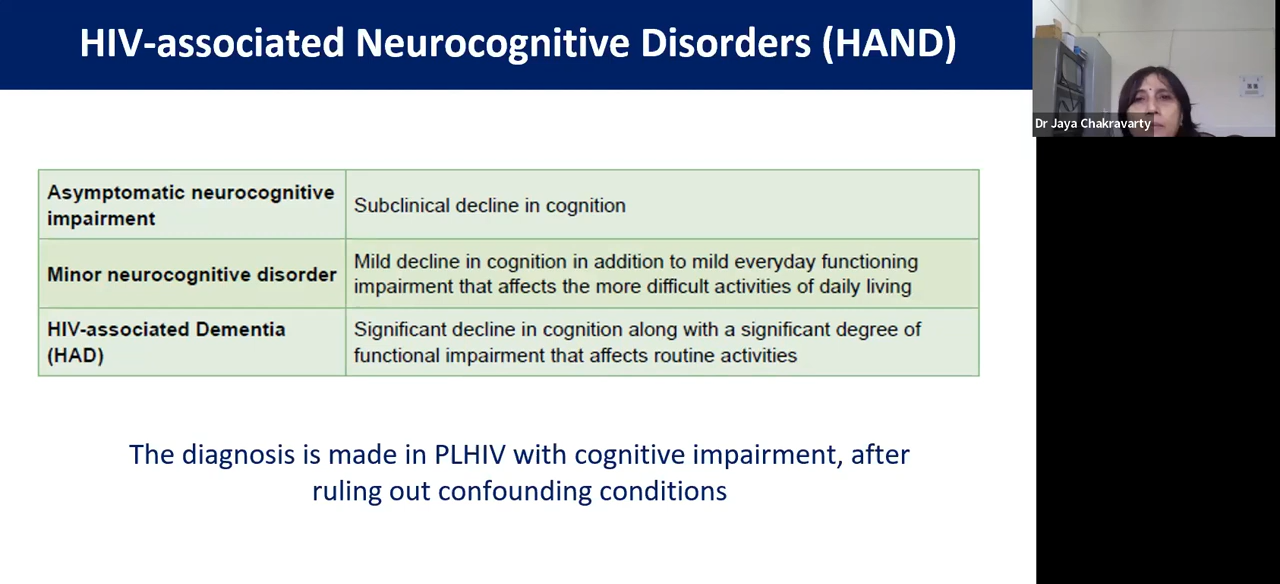 HIV-associated Neurocognitive Disorders (HAND)
Dr Jaya Chakravarty
Asymptomatic neurocognitive
impairment
Subclinical decline in cognition
Minor neurocognitive disorder
Mild decline in cognition in addition to mild everyday functioning
impairment that affects the more difficult activities of daily living
HIV-associated Dementia
(HAD)
Significant decline in cognition along with a significant degree of
functional impairment that affects routine activities
The diagnosis is made in PLHIV with cognitive impairment, after
ruling out confounding conditions